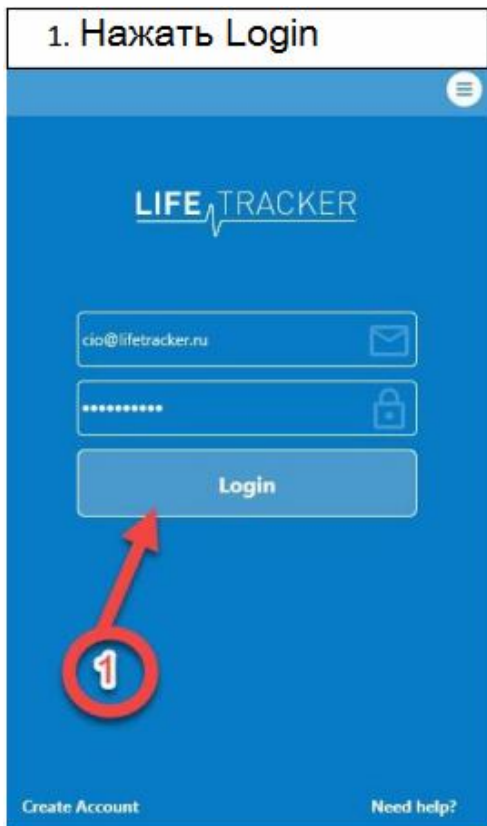 1. Нажать Login
LIFE TRACKER
cio@lifetracker.ru
••••••••••
Login
1
Create Account
Need help?